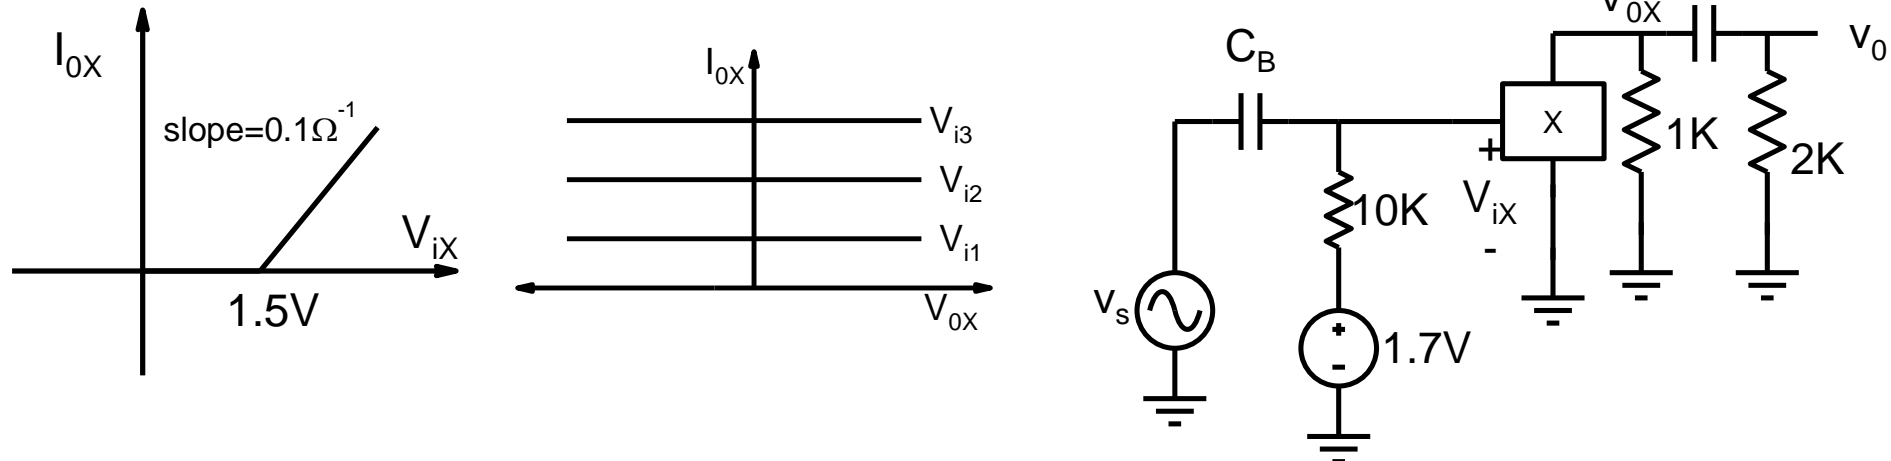 I0X
slope=0.1Ω-1
ViX
1.5V
I0X
Vi3
Vi2
Vi1
V0X
CB
vs
10K
1.7V
X
+
ViX
-
V0X
1K
2K
v0